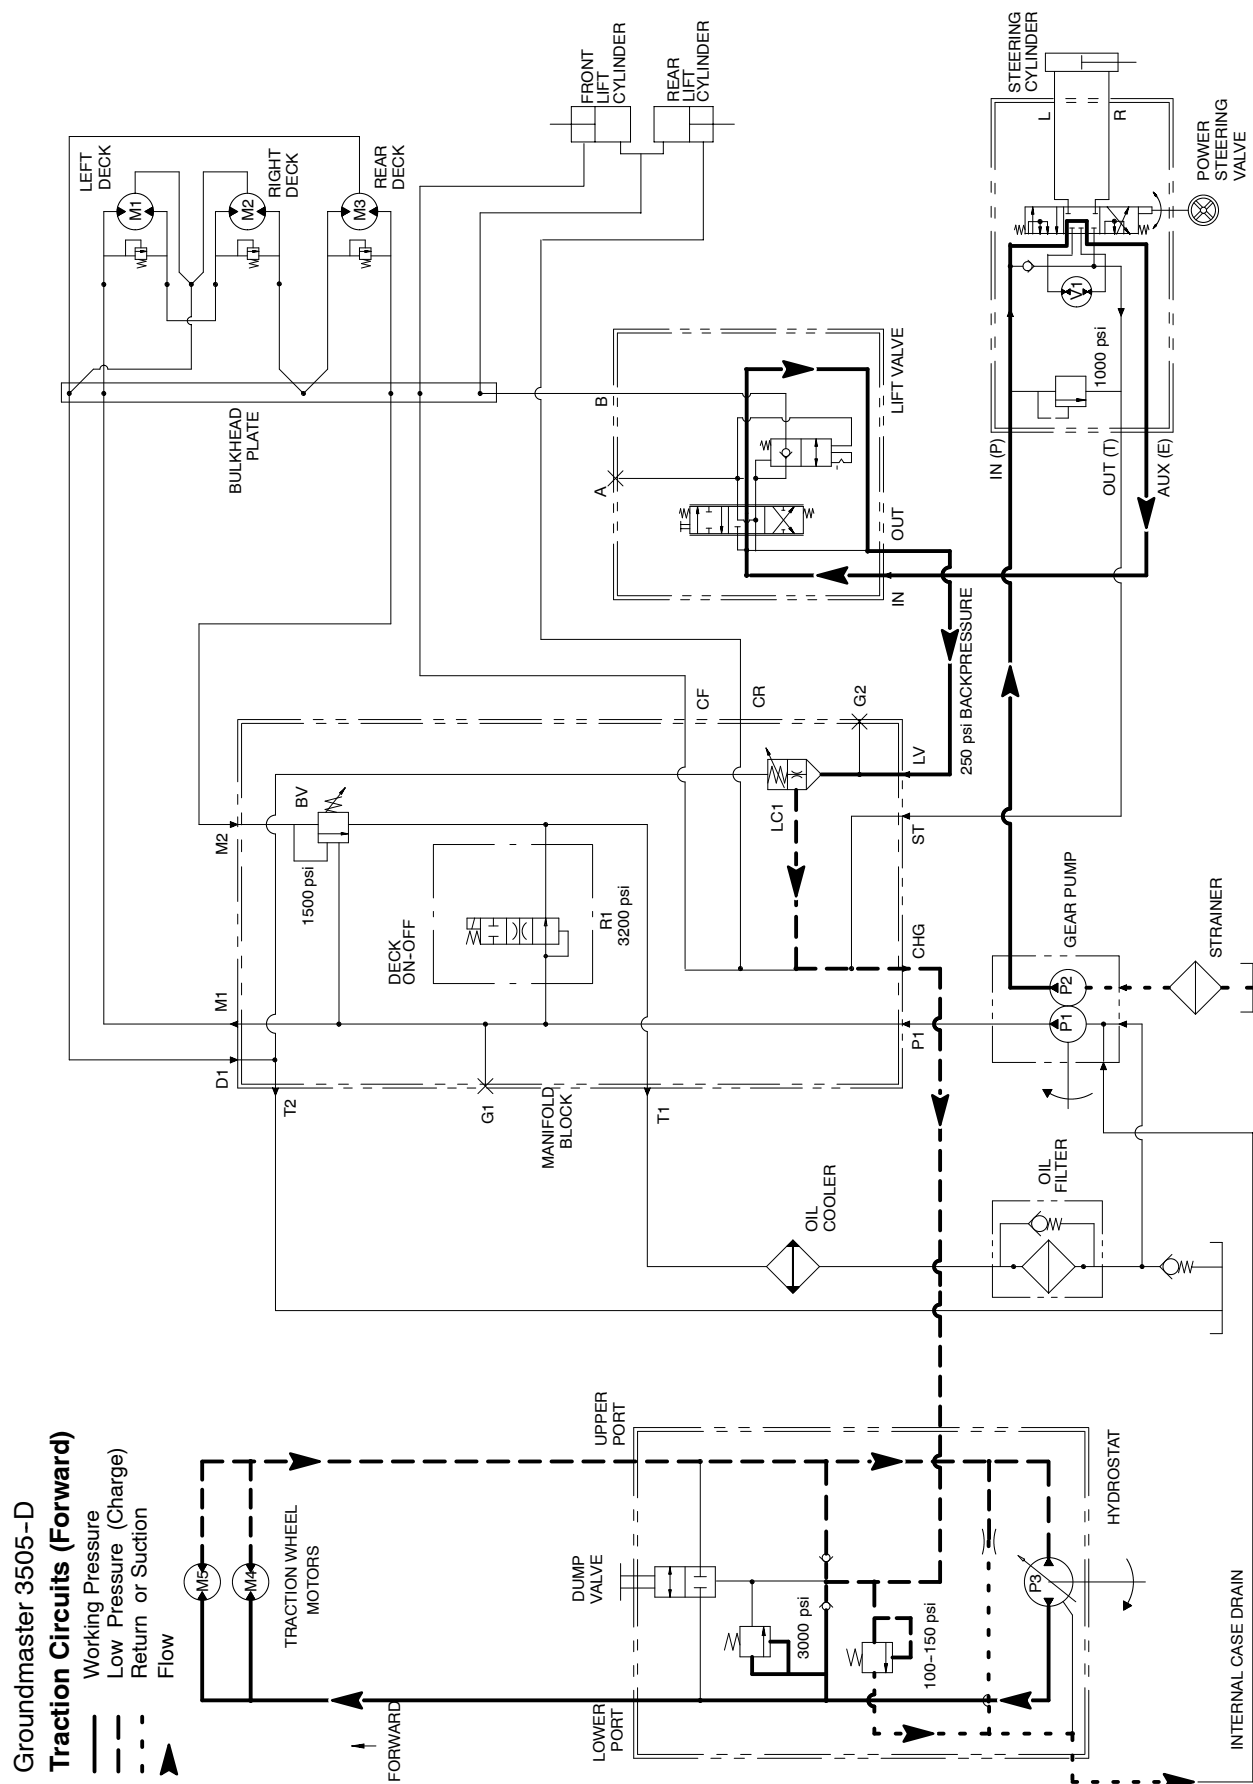 Groundmaster 3505-D
Traction Circuits (Forward)
Working Pressure
Low Pressure (Charge)
Return or Suction
Flow
FORWARD
M5
M4
TRACTION WHEEL
MOTORS
LOWER
PORT
UPPER
PORT
DUMP
VALVE
3000 psi
100-150 psi
P3
HYDROSTAT
INTERNAL CASE DRAIN
OIL
COOLER
OIL
FILTER
T2
D1
M1
M2
G1
MANIFOLD
BLOCK
T1
P1
DECK
ON-OFF
R1
3200 psi
1500 psi
BV
LC1
CHG
ST
LV
G2
CF
CR
250 psi BACKPRESSURE
GEAR PUMP
P1
P2
STRAINER
BULKHEAD
PLATE
LEFT
DECK
M1
M2
RIGHT
DECK
M3
REAR
DECK
FRONT
LIFT
CYLINDER
REAR
LIFT
CYLINDER
A
B
IN
OUT
LIFT VALVE
IN (P)
OUT (T)
AUX (E)
1000 psi
V1
L
R
STEERING
CYLINDER
POWER
STEERING
VALVE